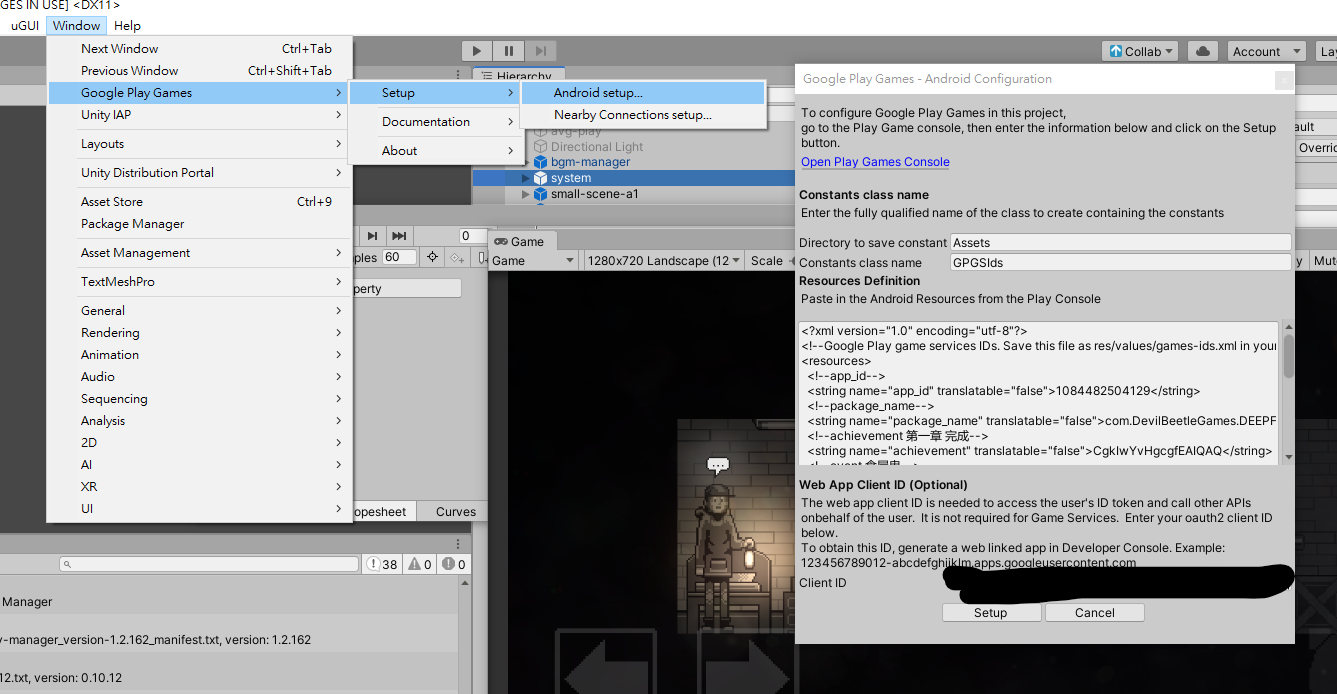 GES IN USE] <DX11>
uGUI Window Help
Next Window Ctrl+Tab
Previous Window Ctrl+Shift+Tab
Google Play Games
Unity IAP
Layouts
Unity Distribution Portal
Asset Store Ctrl+9
Package Manager
Asset Management
TextMeshPro
General
Rendering
Animation
Audio
Sequencing
Analysis
2D
AI
XR
UI
Setup
Documentation
About
Android setup...
Nearby Connections setup...
Collab
Account
Lay
Hierarchy
avg-play
Directional Light
bgm-manager
system
small-scene-a1
ault
Overric
0
ples 60
perty
opesheet Curves
Game
Game 1280x720 Landscape (12 Scale
y Mute
38 0 0
Manager
y-manager_version-1.2.162_manifest.txt, version: 1.2.162
12.txt, version: 0.10.12
Google Play Games - Android Configuration
To configure Google Play Games in this project,
go to the Play Game console, then enter the information below and click on the Setup
button.
Open Play Games Console
Constants class name
Enter the fully qualified name of the class to create containing the constants
Directory to save constant Assets
Constants class name GPGSIds
Resources Definition
Paste in the Android Resources from the Play Console
<?xml version="1.0" encoding="utf-8"?>
<!--Google Play game services IDs. Save this file as res/values/games-ids.xml in your
<resources>
<!--app_id-->
<string name="app_id" translatable="false">1084482504129</string>
<!--package_name-->
<string name="package_name" translatable="false">com.DevilBeetleGames.DEEPF
<!--achievement 第一章 完成-->
<string name="achievement" translatable="false">CgkIwYvHgcgfEAIQAQ</string>
<!--event
Web App Client ID (Optional)
The web app client ID is needed to access the user's ID token and call other APIs
onbehalf of the user. It is not required for Game Services. Enter your oauth2 client ID
below.
To obtain this ID, generate a web linked app in Developer Console. Example:
123456789012-abcdefghijklm.apps.googleusercontent.com
Client ID
Setup Cancel